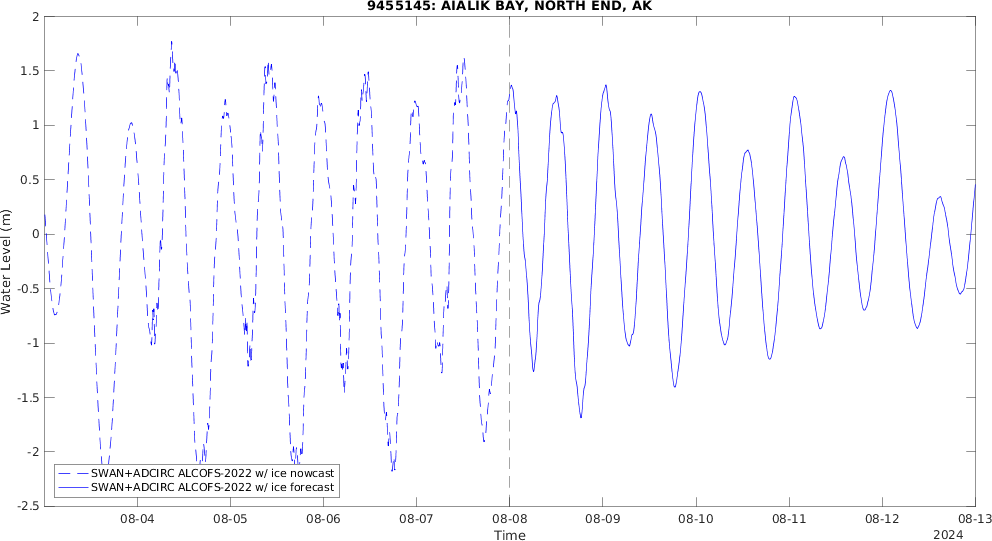 9455145: AIALIK BAY, NORTH END, AK
Water Level (m)
2
1.5
1
0.5
0
-0.5
-1
-1.5
-2
-2.5
SWAN+ADCIRC ALCOFS-2022 w/ ice nowcast
SWAN+ADCIRC ALCOFS-2022 w/ ice forecast
08-04 08-05 08-06 08-07 08-08 08-09 08-10 08-11 08-12 08-13
Time
2024